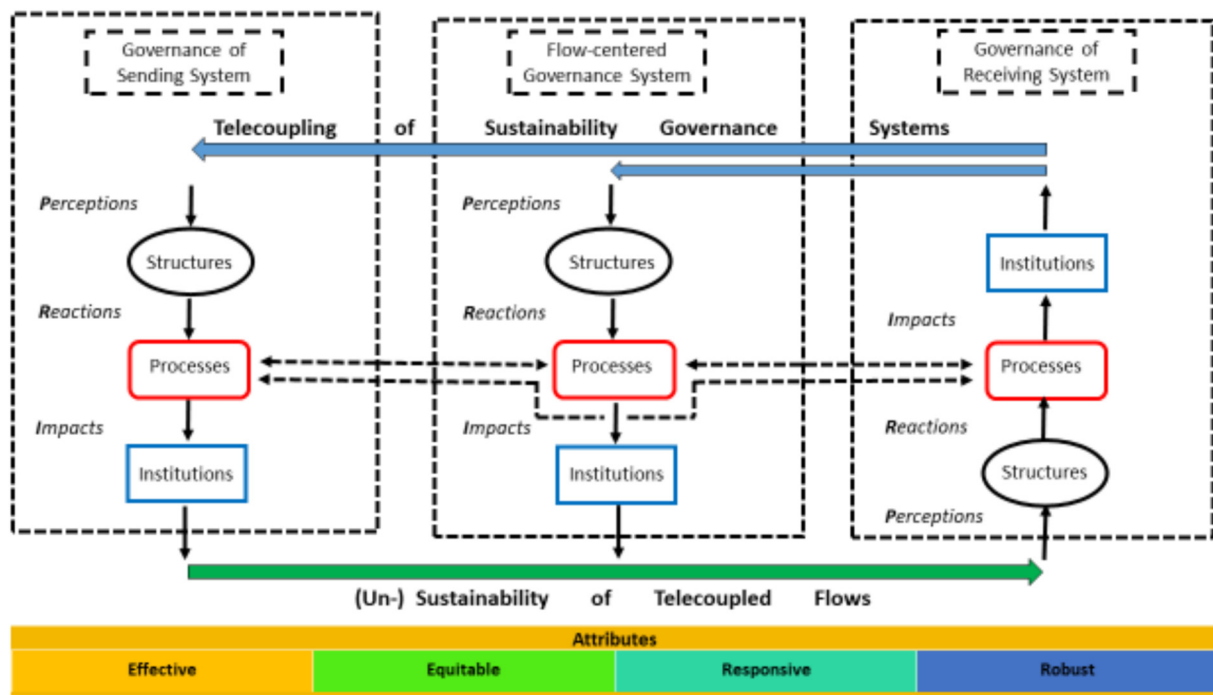 Governance of
Sending System
Flow-centered
Governance System
Governance of
Receiving System
Telecoupling of Sustainability Governance Systems
Perceptions
Structures
Reactions
Processes
Impacts
Institutions
Perceptions
Structures
Reactions
Processes
Impacts
Institutions
Institutions
Impacts
Processes
Reactions
Structures
Perceptions
(Un-) Sustainability of Telecoupled Flows
Attributes
Effective
Equitable
Responsive
Robust